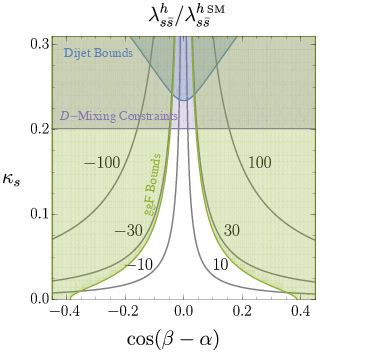 λ^h_{ss̄}/λ^{h SM}_{ss̄}
0.3
Dijet Bounds
D−Mixing Constraints
0.2
−100
100
ggF Bounds
κ_s
0.1
−30
30
−10
10
0.0
−0.4
−0.2
0.0
0.2
0.4
cos(β − α)